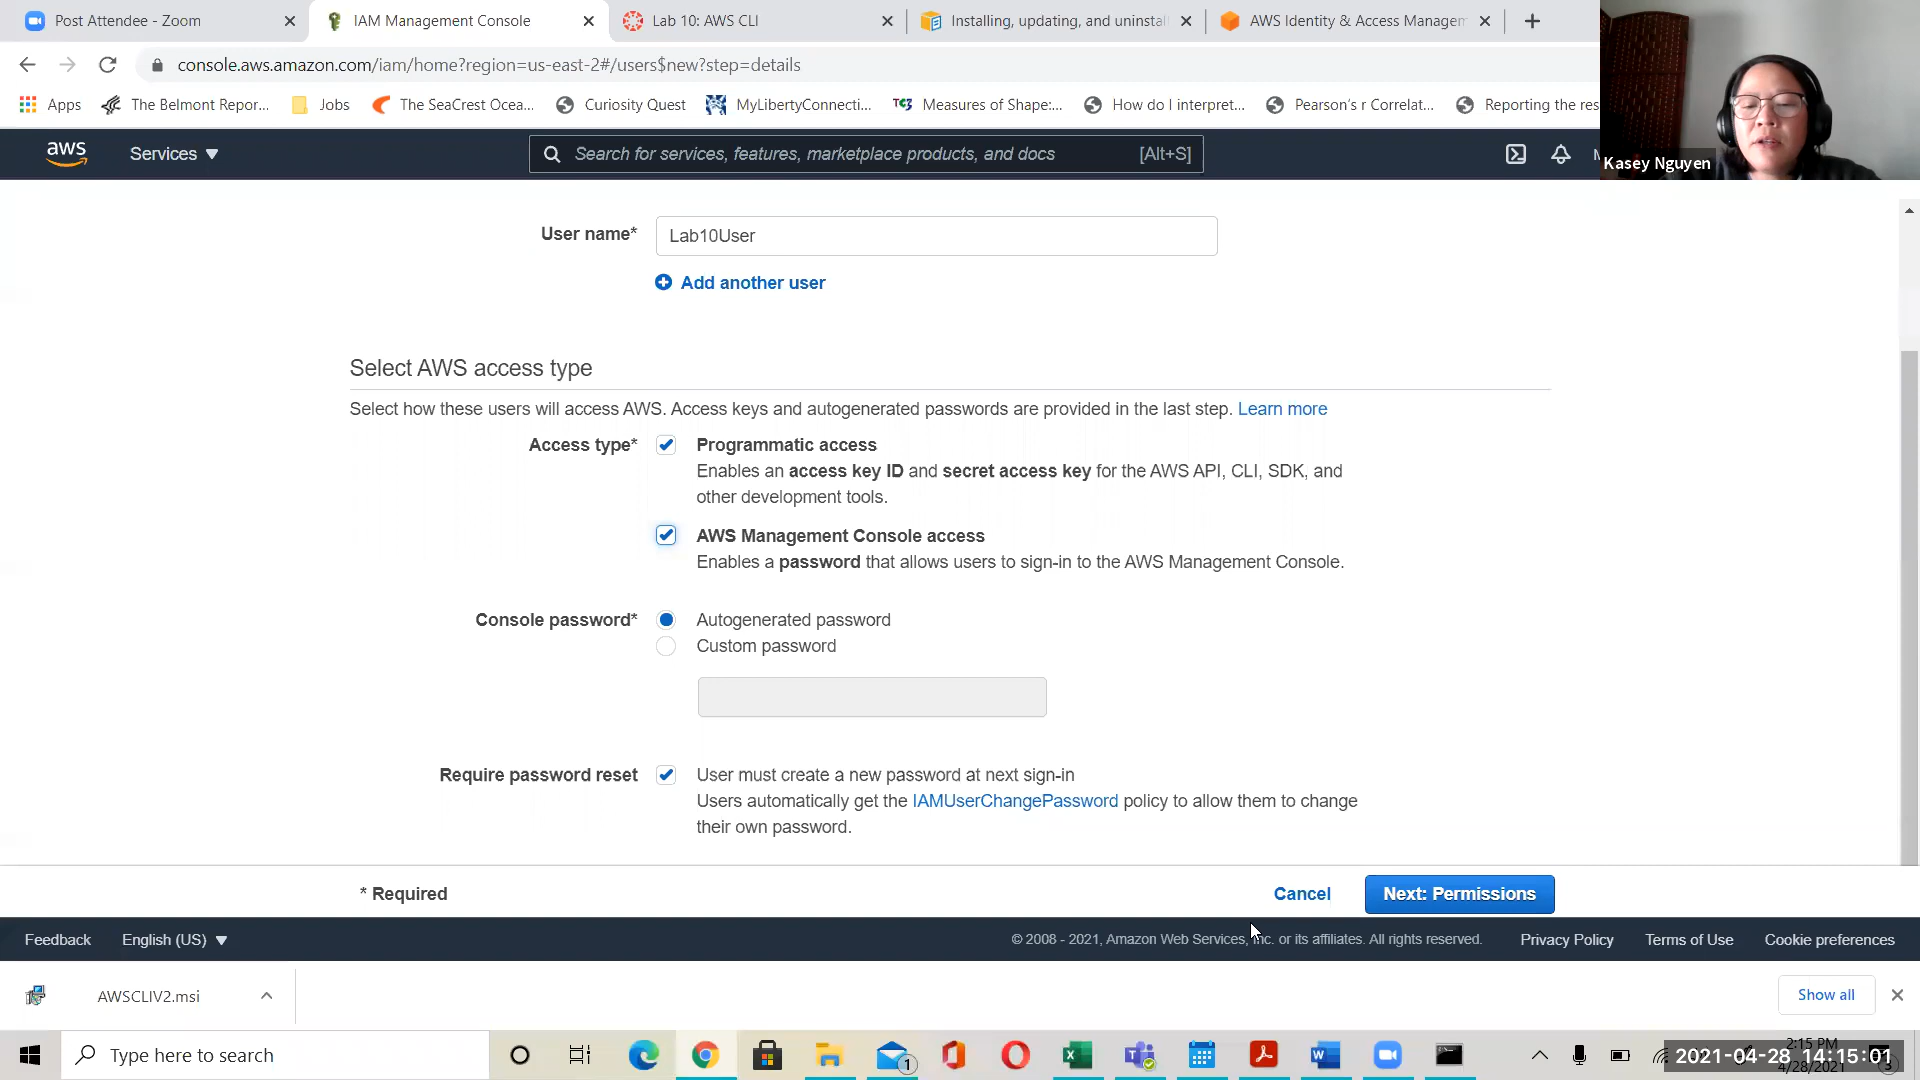 Post Attendee - Zoom
IAM Management Console
Lab 10: AWS CLI
Installing, updating, and uninstal
AWS Identity & Access Managem
console.aws.amazon.com/iam/home?region=us-east-2#/users$new?step=details
Apps
The Belmont Repor...
Jobs
The SeaCrest Ocea...
Curiosity Quest
MyLibertyConnecti...
Measures of Shape:...
How do I interpret...
Pearson's r Correlat...
Reporting the res
aws
Services
Search for services, features, marketplace products, and docs
[Alt+S]
Kasey Nguyen
User name*
Lab10User
Add another user
Select AWS access type
Select how these users will access AWS. Access keys and autogenerated passwords are provided in the last step. Learn more
Access type*
Programmatic access
Enables an access key ID and secret access key for the AWS API, CLI, SDK, and
other development tools.
AWS Management Console access
Enables a password that allows users to sign-in to the AWS Management Console.
Console password*
Autogenerated password
Custom password
Require password reset
User must create a new password at next sign-in
Users automatically get the IAMUserChangePassword policy to allow them to change
their own password.
* Required
Cancel
Next: Permissions
Feedback
English (US)
© 2008 - 2021, Amazon Web Services, Inc. or its affiliates. All rights reserved.
Privacy Policy
Terms of Use
Cookie preferences
AWSCLIV2.msi
Show all
Type here to search
1
2:15 PM
2021-04-28 14:15:01
4/28/2021
3